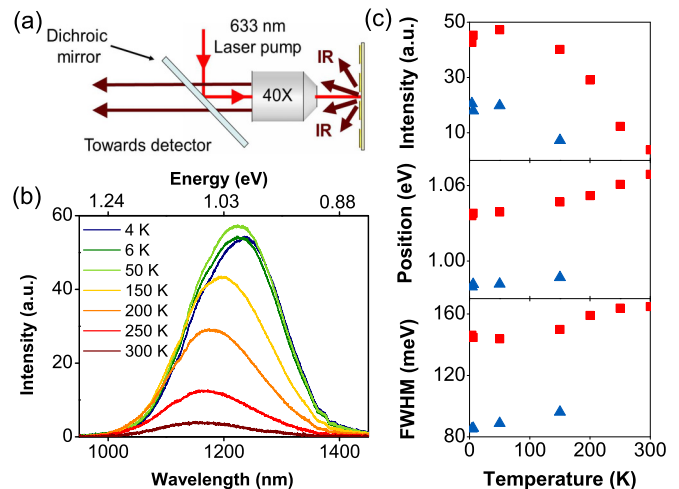 (a)
Dichroic
mirror
633 nm
Laser pump
IR
40X
IR
Towards detector
(b)
Energy (eV)
1.24 1.03 0.88
60
40
20
0
Intensity (a.u.)
4 K
6 K
50 K
150 K
200 K
250 K
300 K
1000 1200 1400
Wavelength (nm)
(c)
Intensity (a.u.)
50
40
30
20
10
Position (eV)
1.06
1.00
FWHM (meV)
160
120
80
0 100 200 300
Temperature (K)